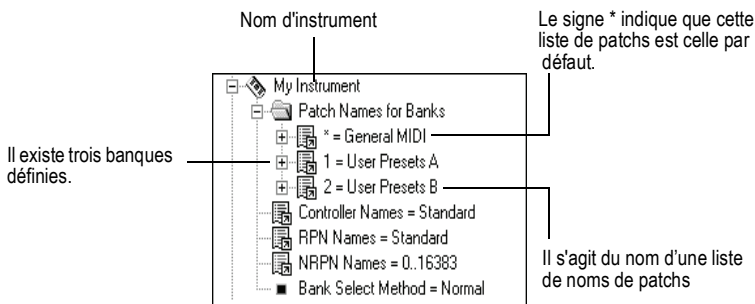 Nom d'instrument
Le signe * indique que cette
liste de patchs est celle par
défaut.
My Instrument
Patch Names for Banks
* = General MIDI
1 = User Presets A
2 = User Presets B
Controller Names = Standard
RPN Names = Standard
NRPN Names = 0..16383
Bank Select Method = Normal
Il existe trois banques
définies.
Il s'agit du nom d'une liste
de noms de patchs